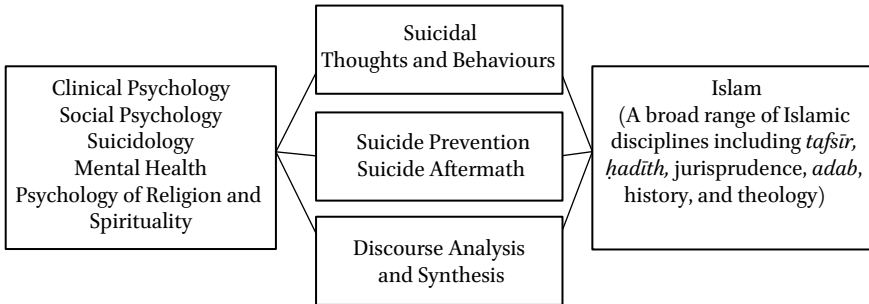 Clinical Psychology
Social Psychology
Suicidology
Mental Health
Psychology of Religion and
Spirituality
Suicidal
Thoughts and Behaviours
Suicide Prevention
Suicide Aftermath
Discourse Analysis
and Synthesis
Islam
(A broad range of Islamic
disciplines including tafsīr,
ḥadīth, jurisprudence, adab,
history, and theology)